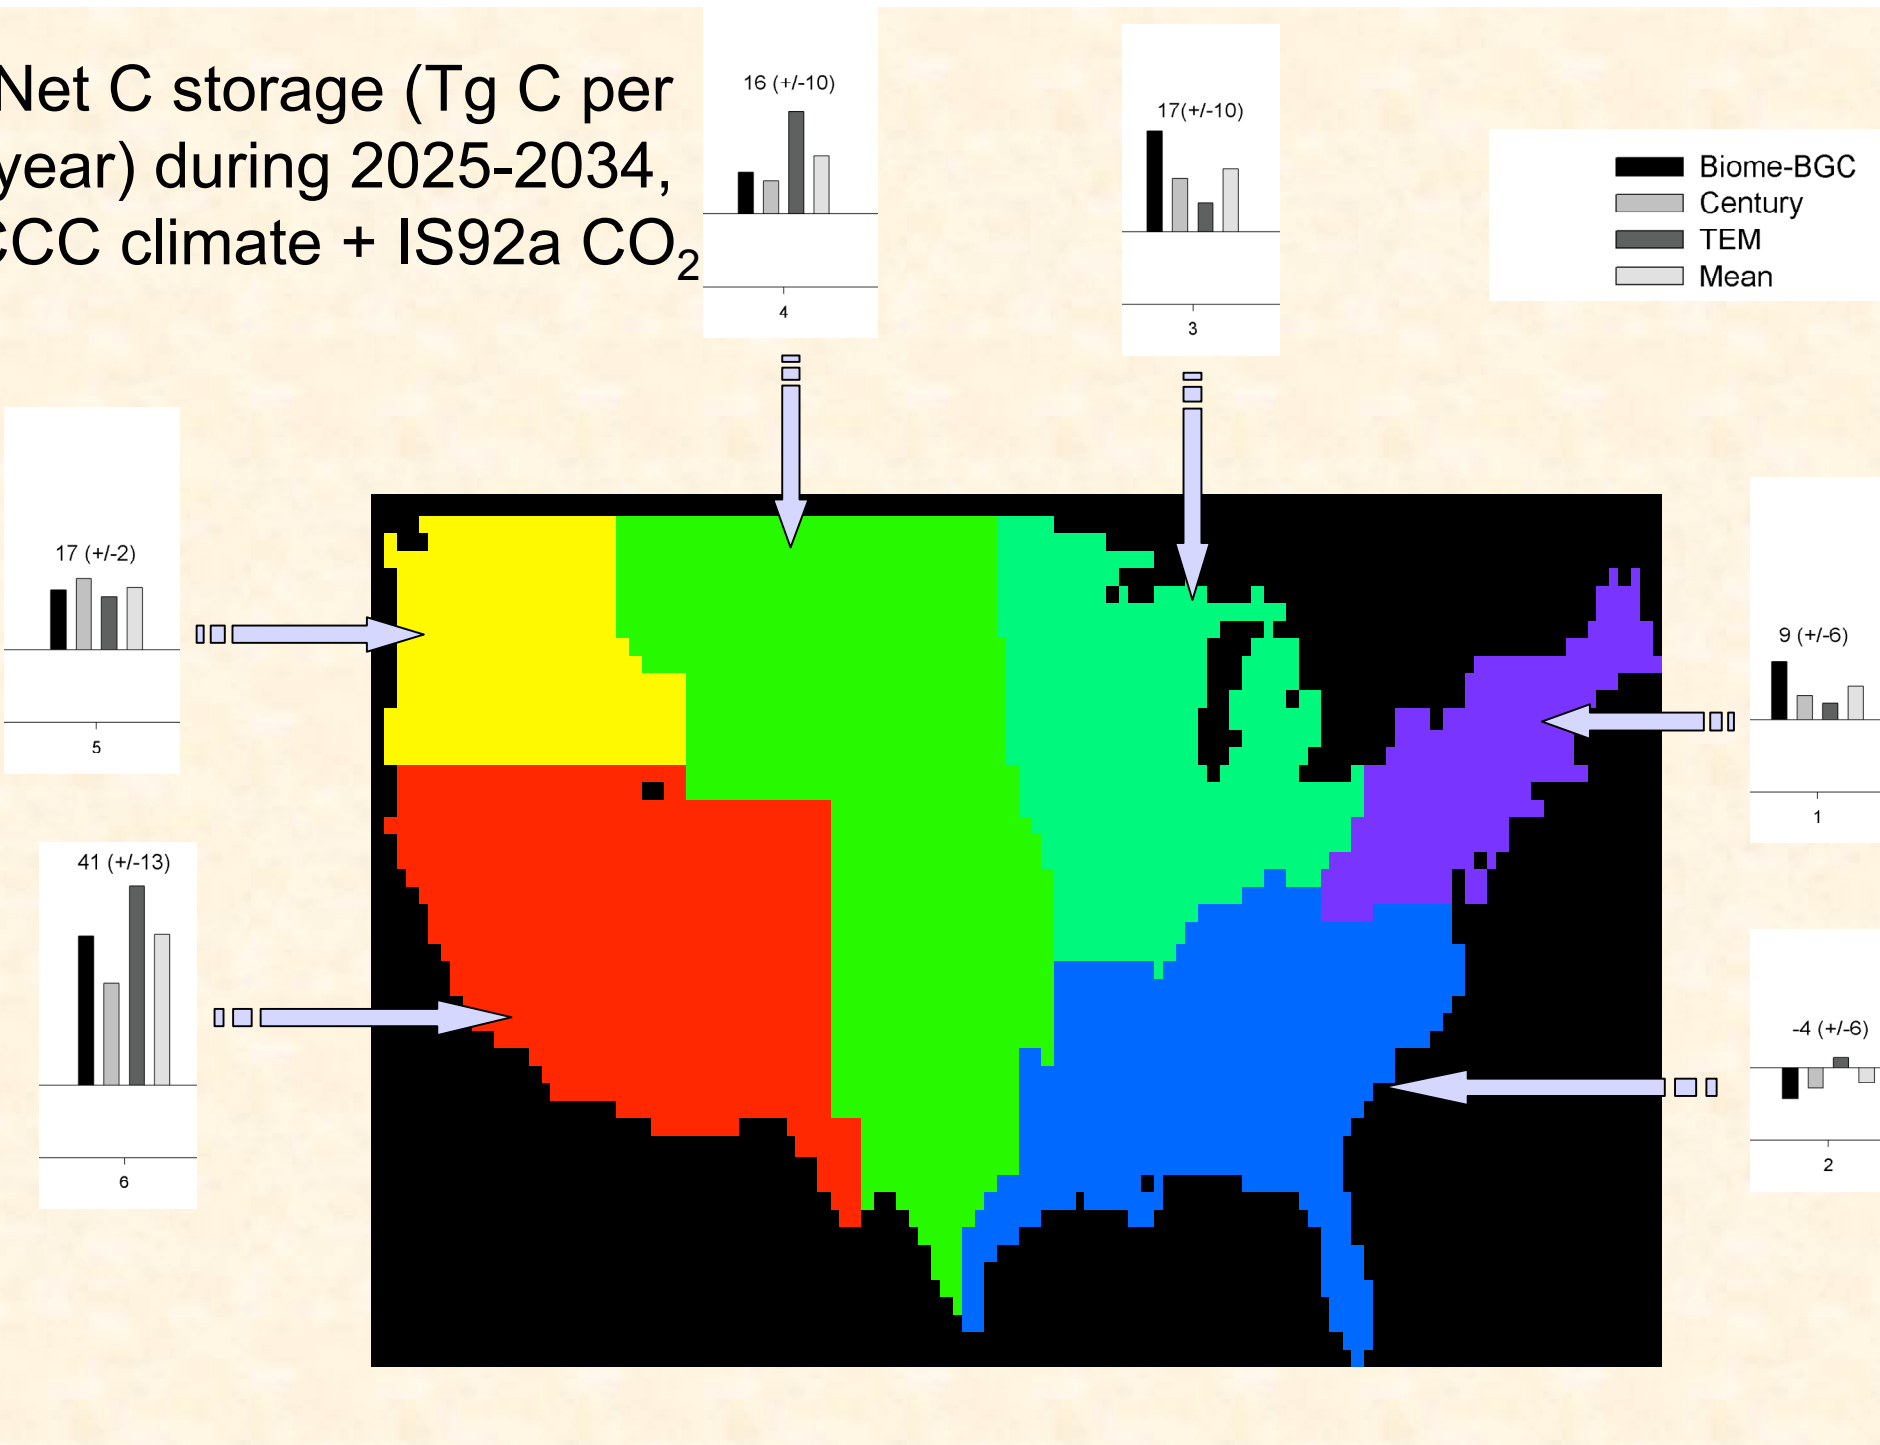 Net C storage (Tg C per
year) during 2025-2034,
CCC climate + IS92a CO2
16 (+/-10)
4
17(+/-10)
3
Biome-BGC
Century
TEM
Mean
17 (+/-2)
5
9 (+/-6)
1
41 (+/-13)
6
-4 (+/-6)
2